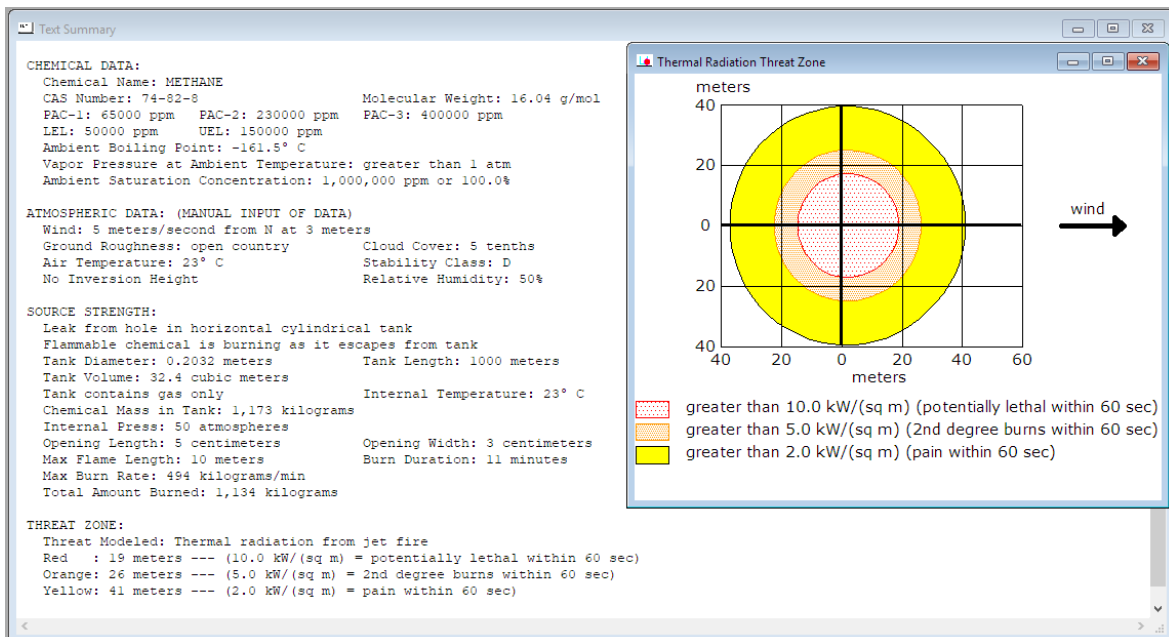 Text Summary
CHEMICAL DATA:
Chemical Name: METHANE
CAS Number: 74-82-8 Molecular Weight: 16.04 g/mol
PAC-1: 65000 ppm PAC-2: 230000 ppm PAC-3: 400000 ppm
LEL: 50000 ppm UEL: 150000 ppm
Ambient Boiling Point: -161.5° C
Vapor Pressure at Ambient Temperature: greater than 1 atm
Ambient Saturation Concentration: 1,000,000 ppm or 100.0%
ATMOSPHERIC DATA: (MANUAL INPUT OF DATA)
Wind: 5 meters/second from N at 3 meters
Ground Roughness: open country Cloud Cover: 5 tenths
Air Temperature: 23° C Stability Class: D
No Inversion Height Relative Humidity: 50%
SOURCE STRENGTH:
Leak from hole in horizontal cylindrical tank
Flammable chemical is burning as it escapes from tank
Tank Diameter: 0.2032 meters Tank Length: 1000 meters
Tank Volume: 32.4 cubic meters
Tank contains gas only Internal Temperature: 23° C
Chemical Mass in Tank: 1,173 kilograms
Internal Press: 50 atmospheres
Opening Length: 5 centimeters Opening Width: 3 centimeters
Max Flame Length: 10 meters Burn Duration: 11 minutes
Max Burn Rate: 494 kilograms/min
Total Amount Burned: 1,134 kilograms
THREAT ZONE:
Threat Modeled: Thermal radiation from jet fire
Red : 19 meters --- (10.0 kW/(sq m) = potentially lethal within 60 sec)
Orange: 26 meters --- (5.0 kW/(sq m) = 2nd degree burns within 60 sec)
Yellow: 41 meters --- (2.0 kW/(sq m) = pain within 60 sec)
Thermal Radiation Threat Zone
meters
40
20
0
20
40
40 20 0 20 40 60
meters
wind
greater than 10.0 kW/(sq m) (potentially lethal within 60 sec)
greater than 5.0 kW/(sq m) (2nd degree burns within 60 sec)
greater than 2.0 kW/(sq m) (pain within 60 sec)